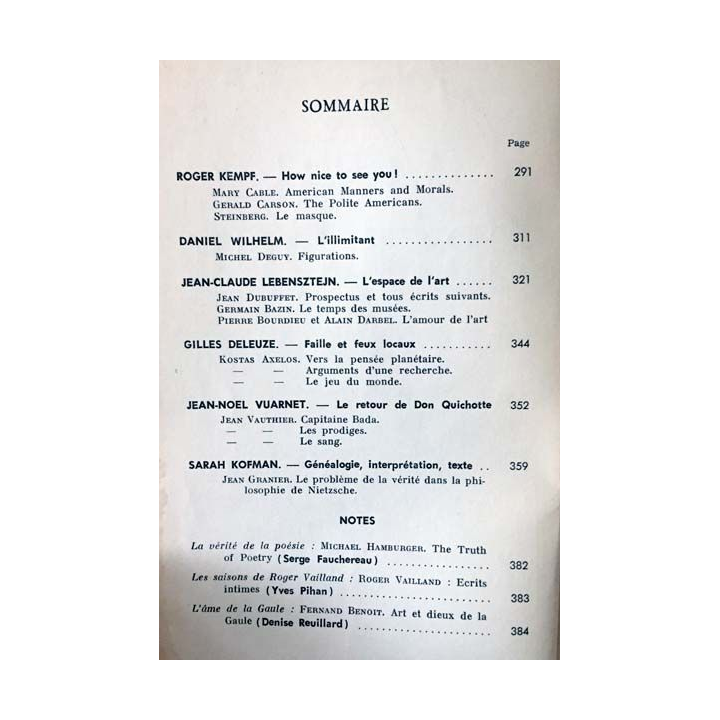 SOMMAIRE
Page
ROGER KEMPF. — How nice to see you ! .............. 291
MARY CABLE. American Manners and Morals.
GERALD CARSON. The Polite Americans.
STEINBERG. Le masque.
DANIEL WILHELM. — L'illimitant ................. 311
MICHEL DEGUY. Figurations.
JEAN-CLAUDE LEBENSZTEJN. — L'espace de l'art ...... 321
JEAN DUBUFFET. Prospectus et tous écrits suivants.
GERMAIN BAZIN. Le temps des musées.
PIERRE BOURDIEU et ALAIN DARBEL. L'amour de l'art
GILLES DELEUZE. — Faille et feux locaux ........... 344
KOSTAS AXELOS. Vers la pensée planétaire.
— — Arguments d'une recherche.
— — Le jeu du monde.
JEAN-NOEL VUARNET. — Le retour de Don Quichotte 352
JEAN VAUTHIER. Capitaine Bada.
— — Les prodiges.
— — Le sang.
SARAH KOFMAN. — Généalogie, interprétation, texte .. 359
JEAN GRANIER. Le problème de la vérité dans la phi-
losophie de Nietzsche.
NOTES
La vérité de la poésie : MICHAEL HAMBURGER. The Truth
of Poetry (Serge Fauchereau) ................. 382
Les saisons de Roger Vailland : ROGER VAILLAND : Ecrits
intimes (Yves Pihan) ......................... 383
L'âme de la Gaule : FERNAND BENOIT. Art et dieux de la
Gaule (Denise Reuillard) ..................... 384